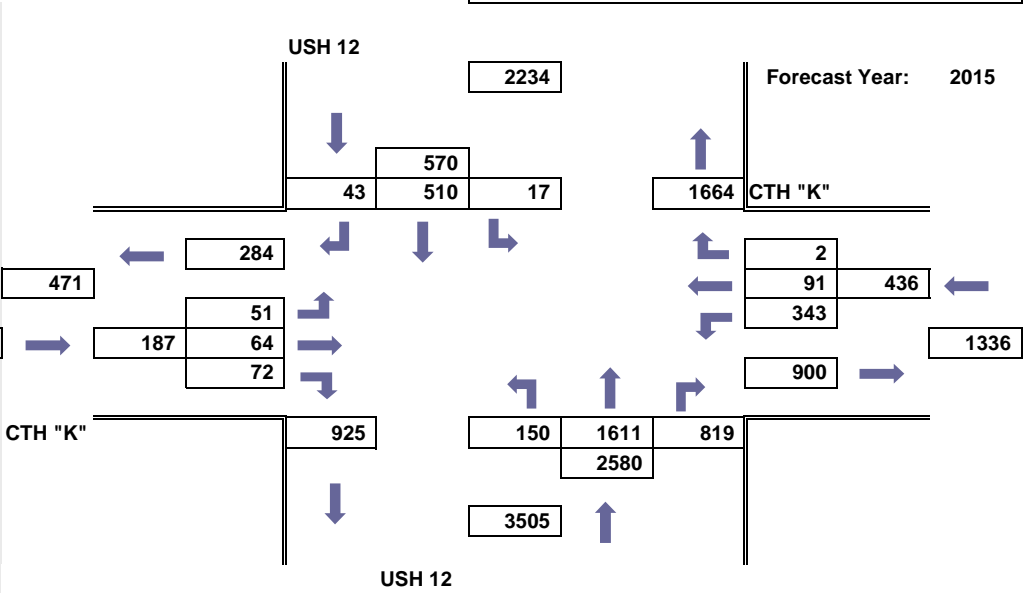 USH 12
2234
Forecast Year: 2015
570
43 510 17 1664 CTH "K"
284 2
471 91 436
51 343
187 64 1336
72 900
CTH "K" 925 150 1611 819
2580
3505
USH 12